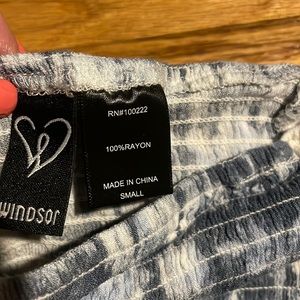 WINDSOR
RN#100222
100%RAYON
MADE IN CHINA
SMALL